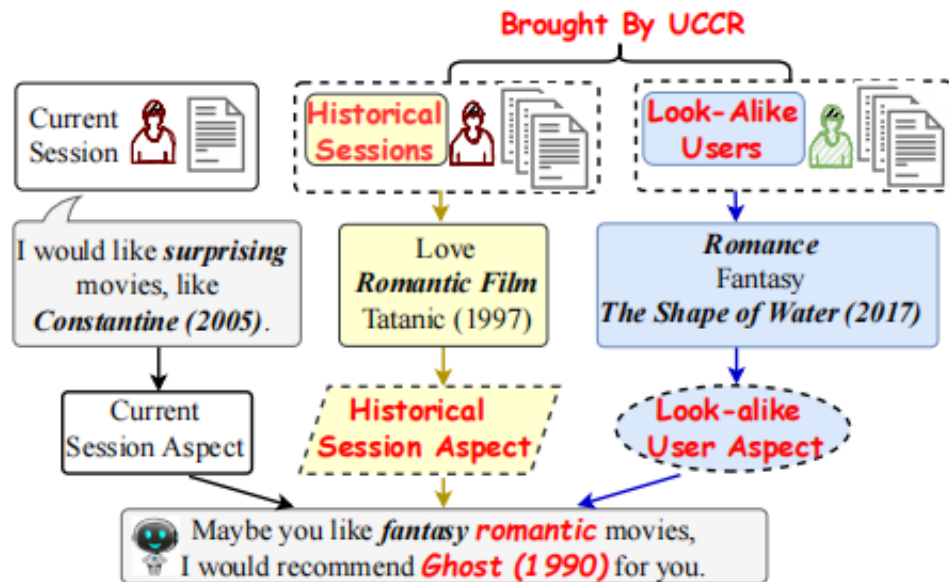 Brought By UCCR
Current
Session
Historical
Sessions
Look-Alike
Users
I would like surprising
movies, like
Constantine (2005).
Love
Romantic Film
Tatanic (1997)
Romance
Fantasy
The Shape of Water (2017)
Current
Session Aspect
Historical
Session Aspect
Look-alike
User Aspect
Maybe you like fantasy romantic movies,
I would recommend Ghost (1990) for you.